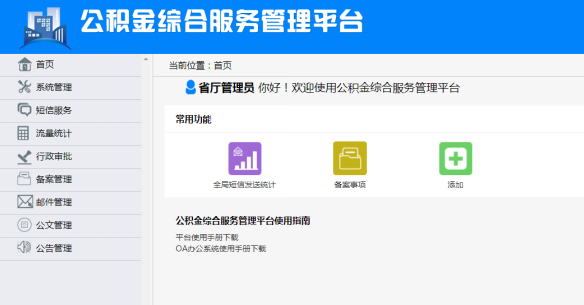 公积金综合服务管理平台
首页
系统管理
短信服务
流量统计
行政审批
备案管理
邮件管理
公文管理
公告管理
当前位置：首页
省厅管理员 你好！欢迎使用公积金综合服务管理平台
常用功能
全局短信发送统计
备案事项
添加
公积金综合服务管理平台使用指南
平台使用手册下载
OA办公系统使用手册下载